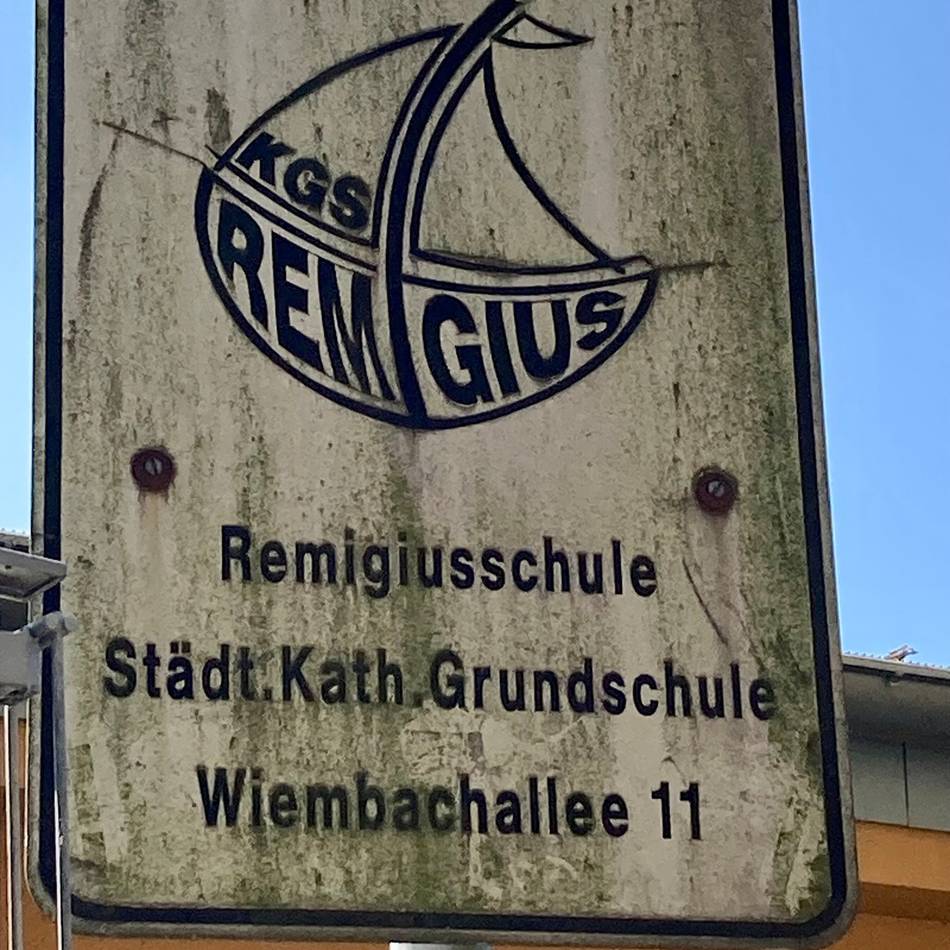 KGS
REMIGIUS
Remigiusschule
Städt.Kath.Grundschule
Wiembachallee 11